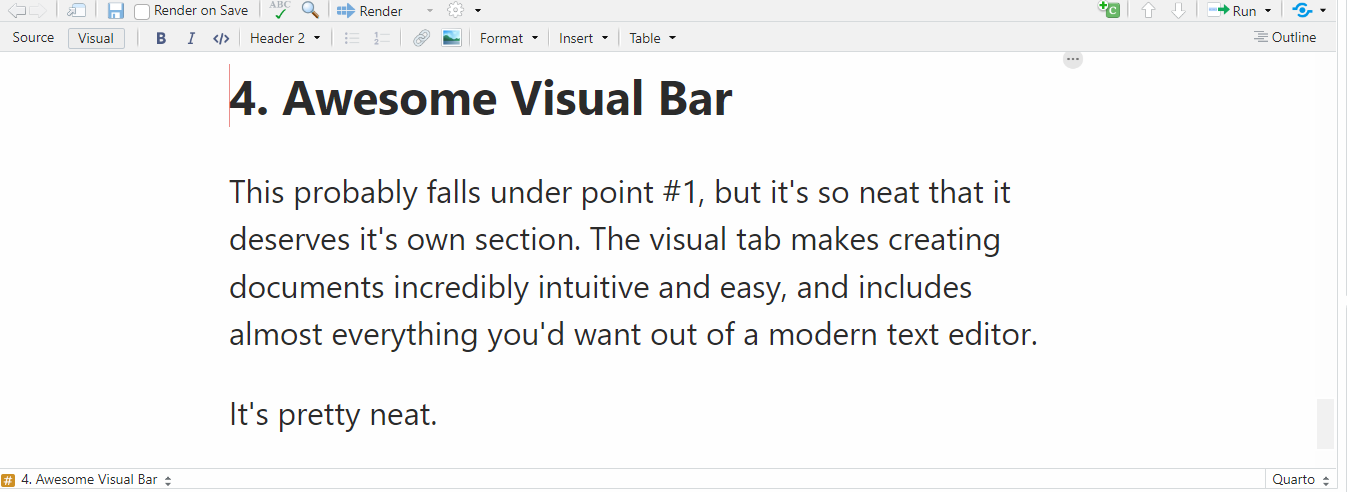 Render on Save ABC Render C Run
Source Visual B I </> Header 2 Format Insert Table Outline
4. Awesome Visual Bar
This probably falls under point #1, but it's so neat that it
deserves it's own section. The visual tab makes creating
documents incredibly intuitive and easy, and includes
almost everything you'd want out of a modern text editor.
It's pretty neat.
# 4. Awesome Visual Bar Quarto